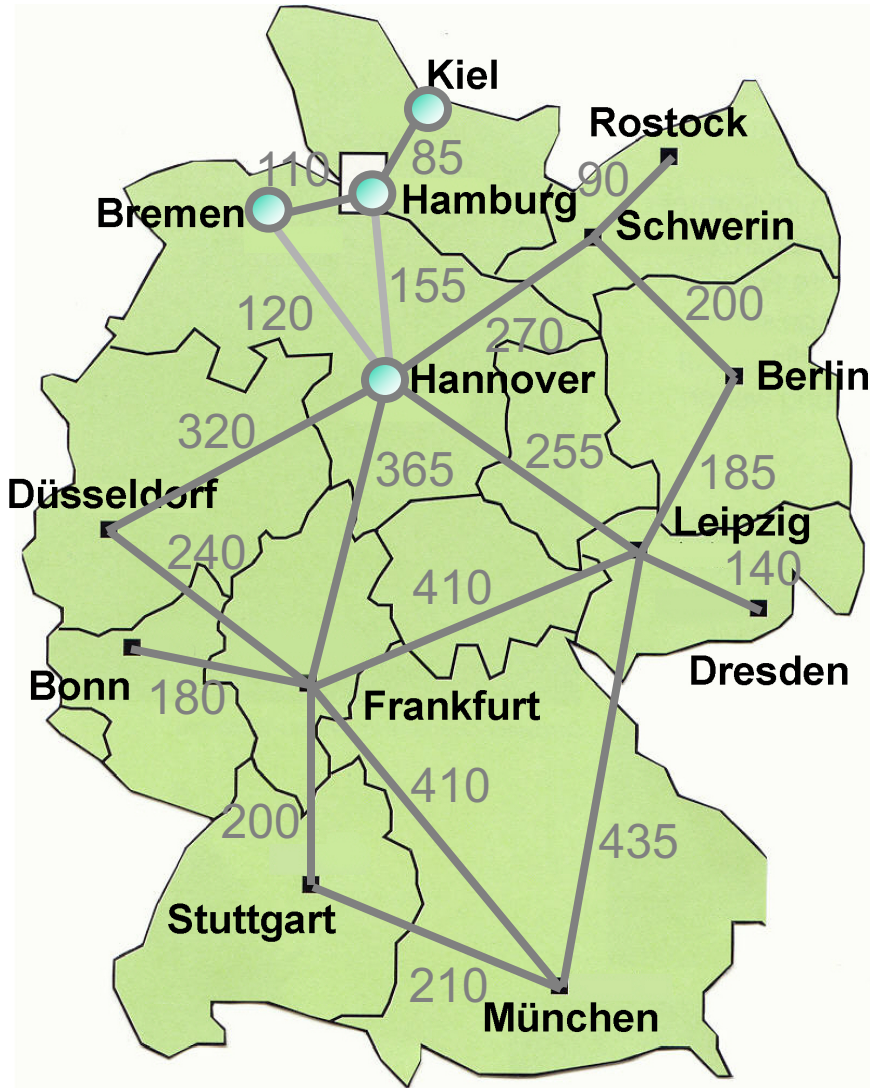 Kiel
Rostock
110
85
90
Bremen
Hamburg
Schwerin
155
200
120
270
Hannover
Berlin
320
365
255
185
Düsseldorf
Leipzig
240
410
140
Bonn
180
Dresden
Frankfurt
410
200
435
Stuttgart
210
München